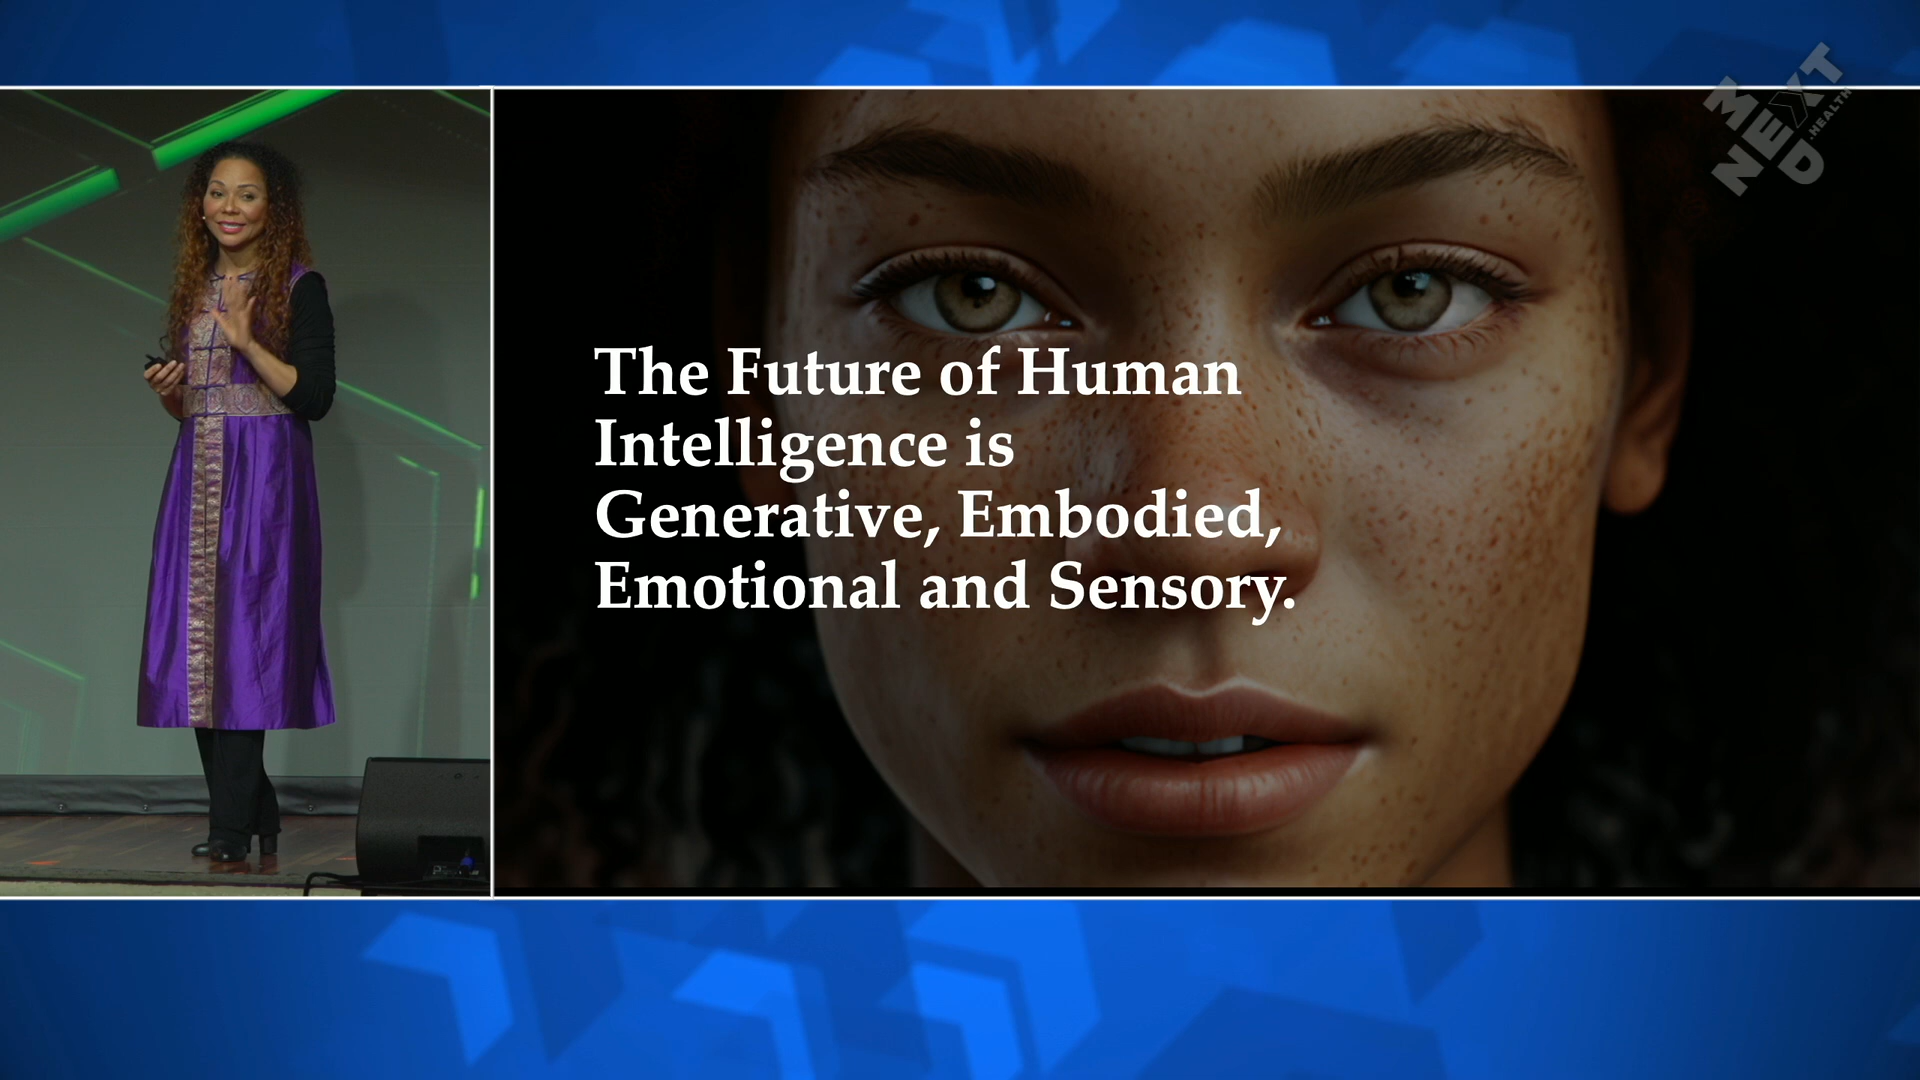 The Future of Human
Intelligence is
Generative, Embodied,
Emotional and Sensory.
NEXT
MED
.HEALTH